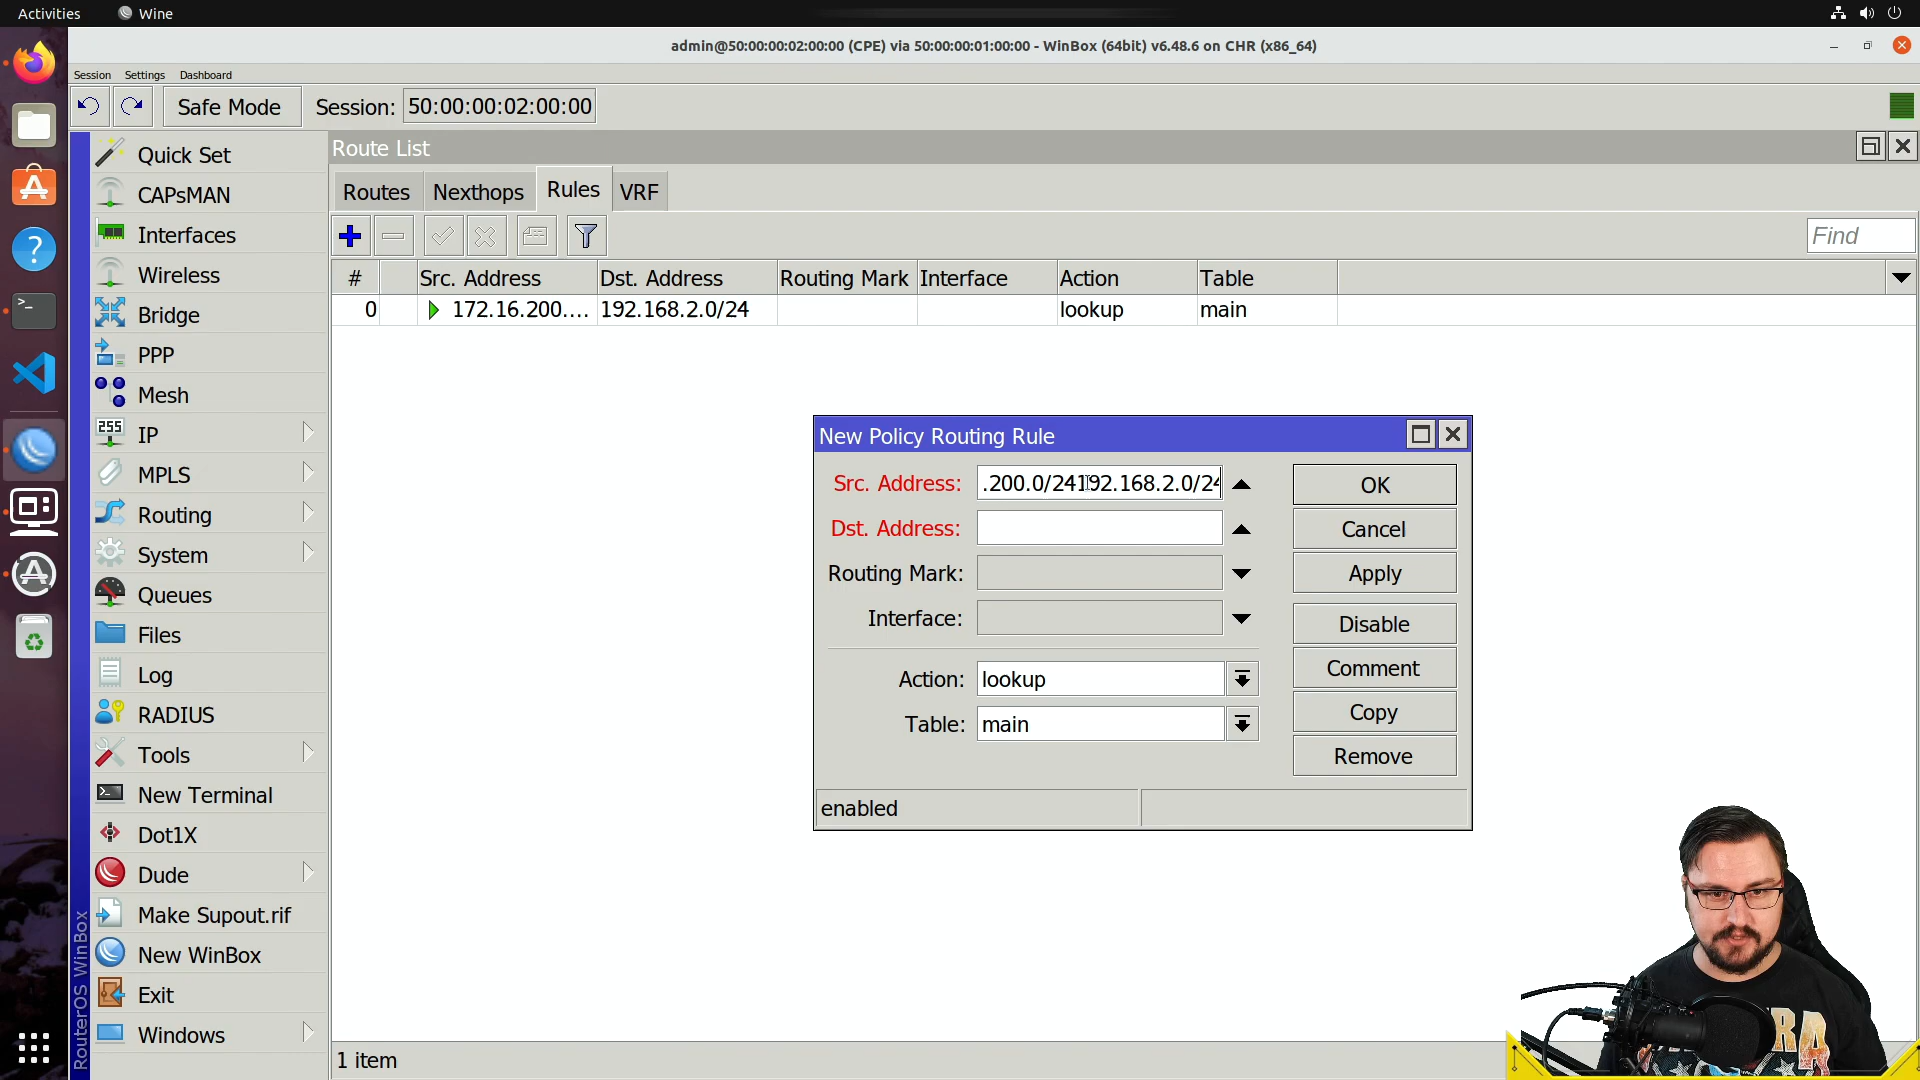 Activities Wine
admin@50:00:00:02:00:00 (CPE) via 50:00:00:01:00:00 - WinBox (64bit) v6.48.6 on CHR (x86_64)
Session Settings Dashboard
Safe Mode Session: 50:00:00:02:00:00
Quick Set
CAPsMAN
Interfaces
Wireless
Bridge
PPP
Mesh
IP
MPLS
Routing
System
Queues
Files
Log
RADIUS
Tools
New Terminal
Dot1X
Dude
Make Supout.rif
New WinBox
Exit
Windows
RouterOS WinBox
Route List
Routes Nexthops Rules VRF
Find
# Src. Address Dst. Address Routing Mark Interface Action Table
0 172.16.200.... 192.168.2.0/24 lookup main
New Policy Routing Rule
Src. Address: .200.0/24192.168.2.0/24
Dst. Address:
Routing Mark:
Interface:
Action: lookup
Table: main
OK
Cancel
Apply
Disable
Comment
Copy
Remove
enabled
1 item